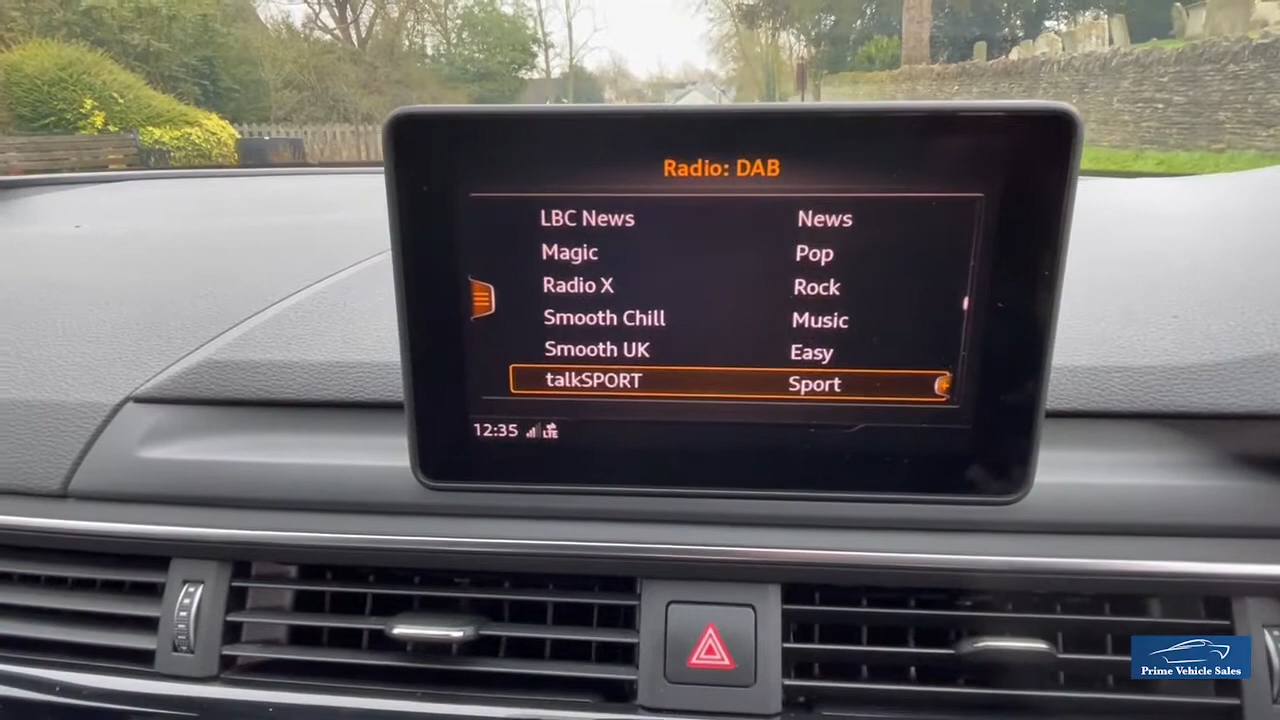 Radio: DAB
LBC News News
Magic Pop
Radio X Rock
Smooth Chill Music
Smooth UK Easy
talkSPORT Sport
12:35 LTE
Prime Vehicle Sales